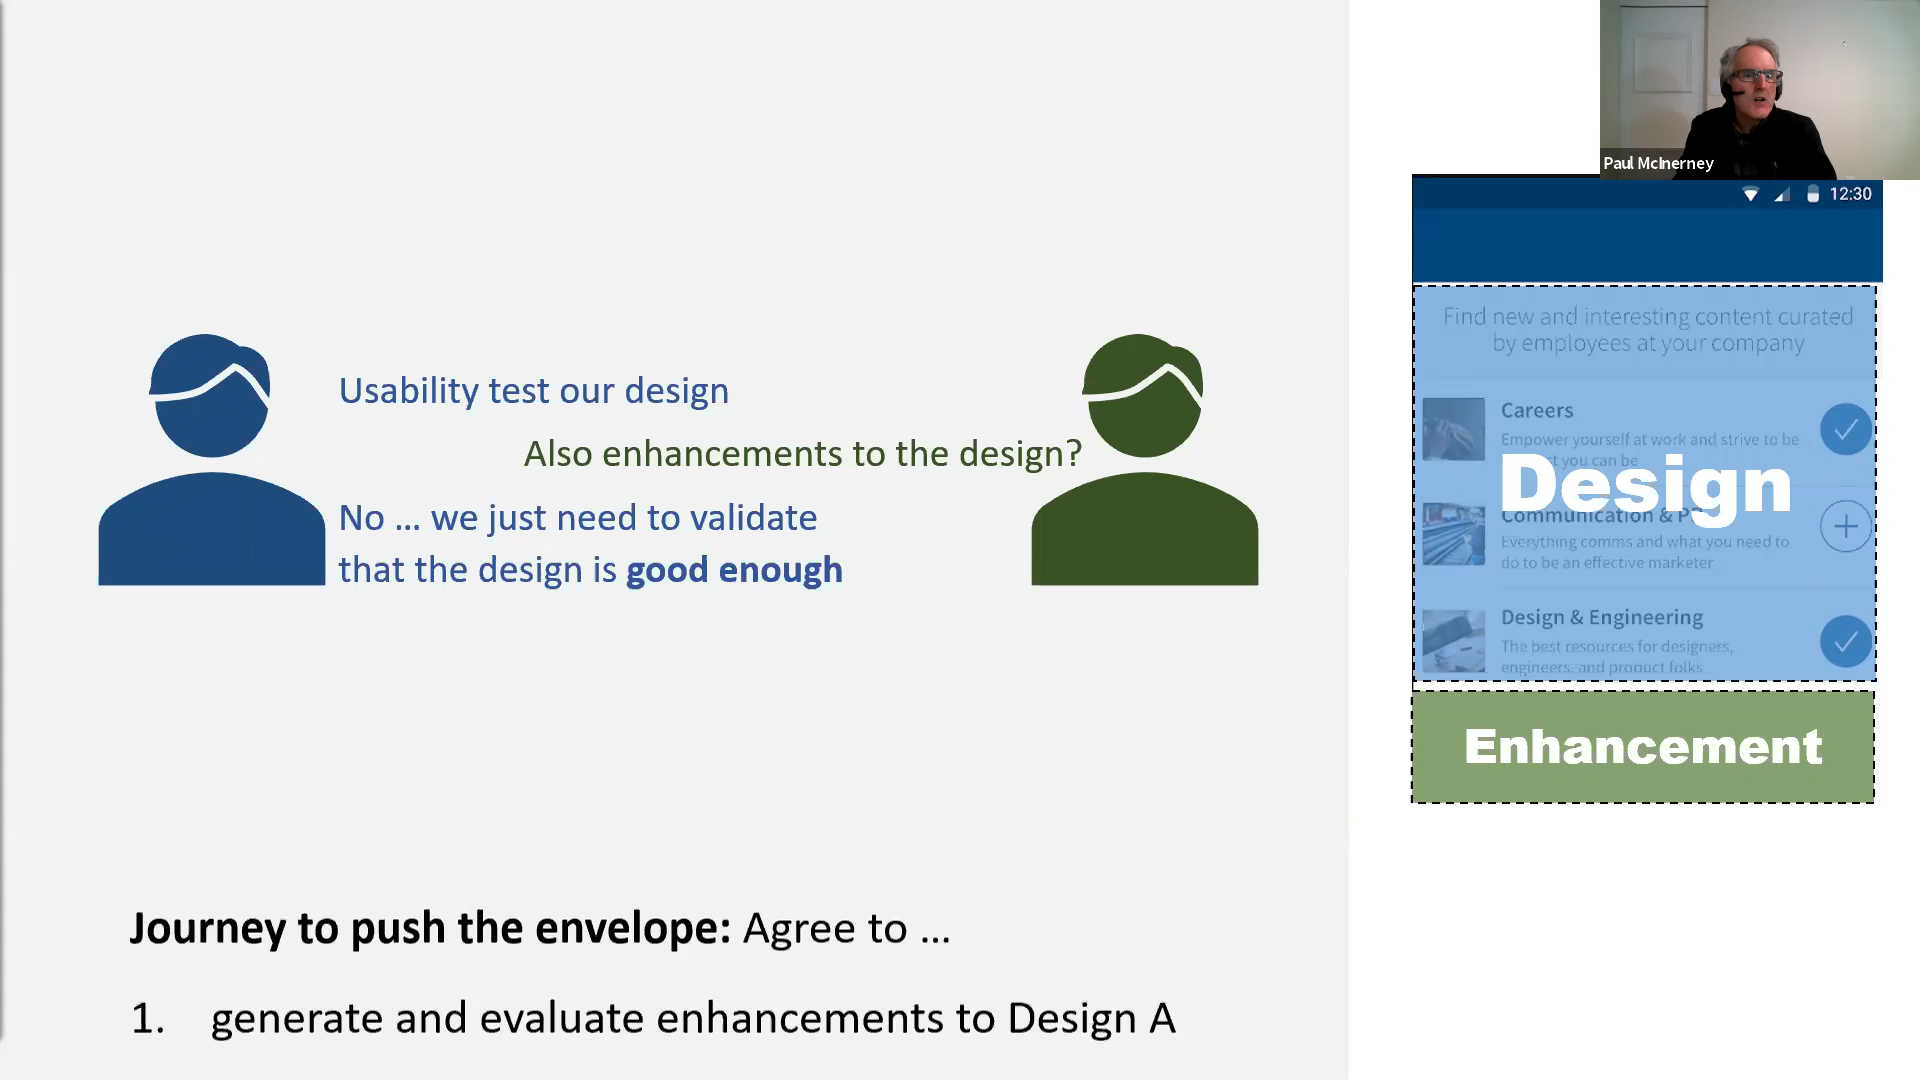 Usability test our design
Also enhancements to the design?
No ... we just need to validate
that the design is good enough
Journey to push the envelope: Agree to ...
1. generate and evaluate enhancements to Design A
Paul McInerney
12:30
Find new and interesting content curated
by employees at your company
Careers
Empower yourself at work and strive to be
you can be
Design
Communication &
Everything comms and what you need to
do to be an effective marketer
Design & Engineering
The best resources for designers,
engineers, and product folks
Enhancement